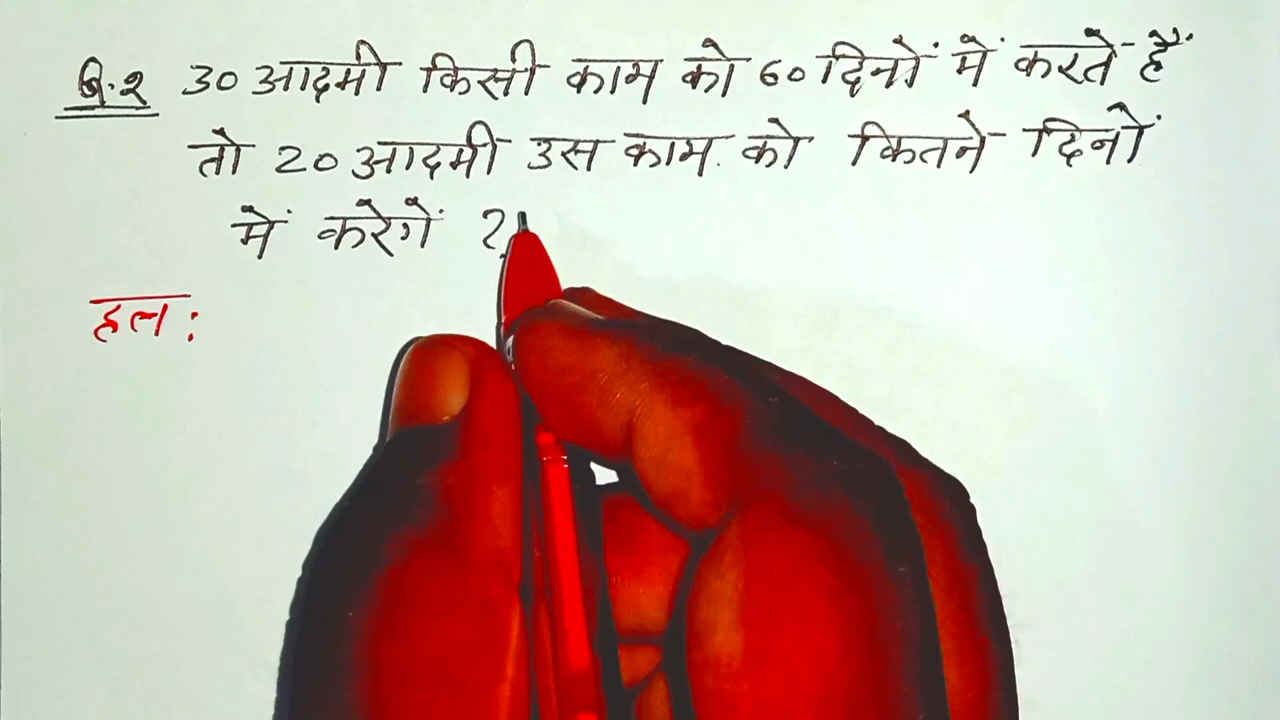 Q.2 30 आदमी किसी काम को 60 दिनों में करते हैं
तो 20 आदमी उस काम को कितने दिनों
में करेगें ?
हल :